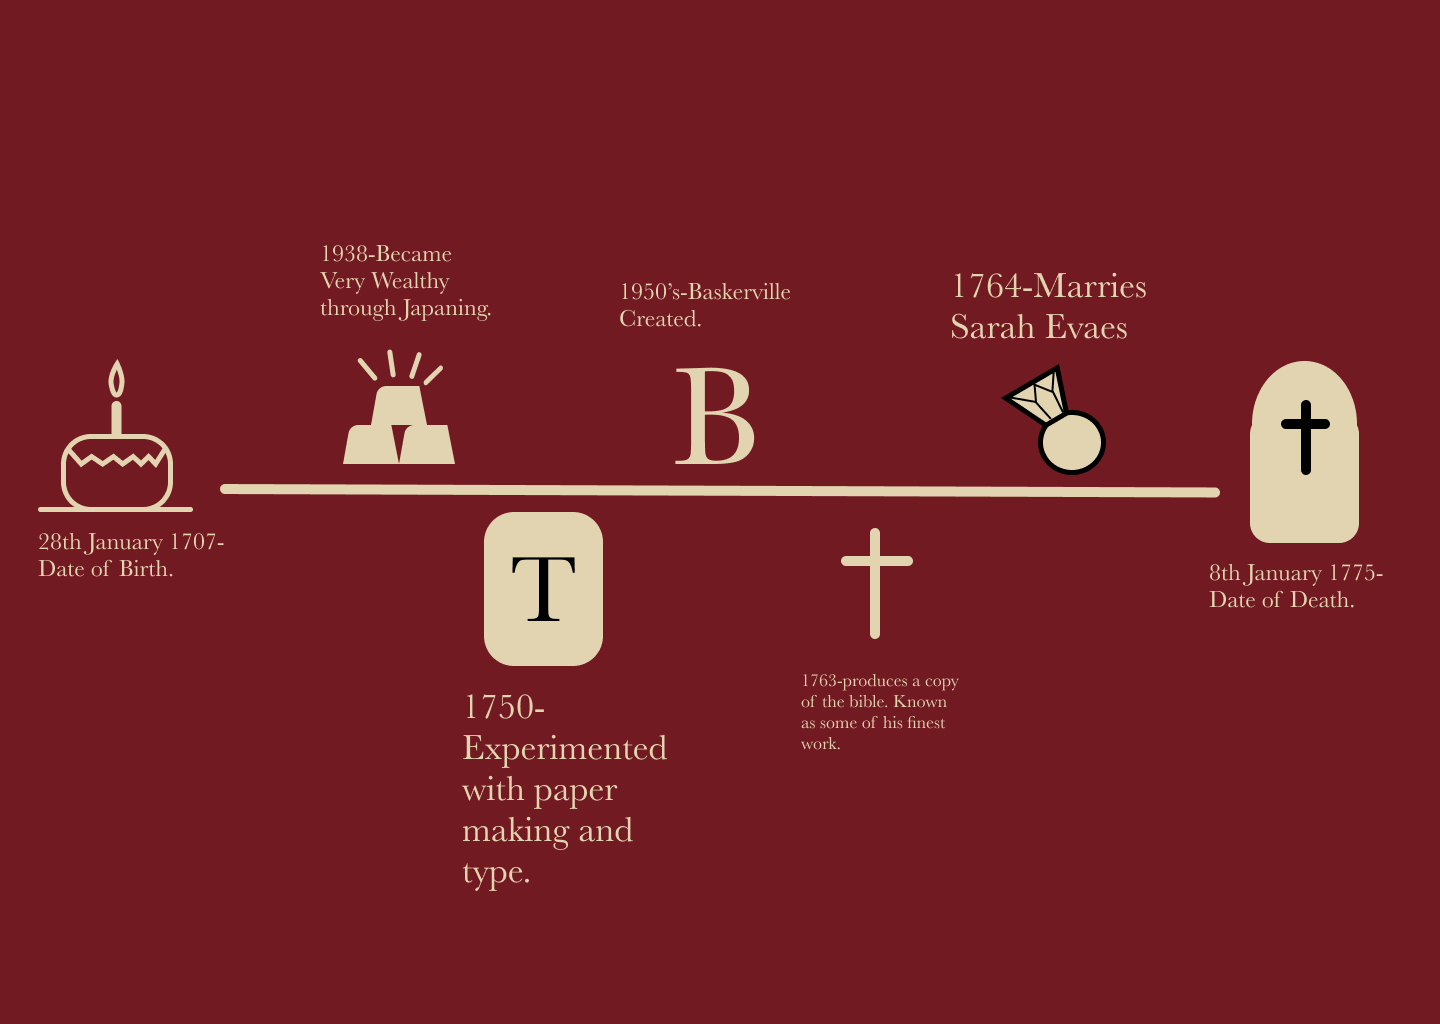 1938-Became
Very Wealthy
through Japaning.
1950’s-Baskerville
Created.
1764-Marries
Sarah Evaes
B
28th January 1707-
Date of Birth.
T
8th January 1775-
Date of Death.
1750-
Experimented
with paper
making and
type.
1763-produces a copy
of the bible. Known
as some of his finest
work.